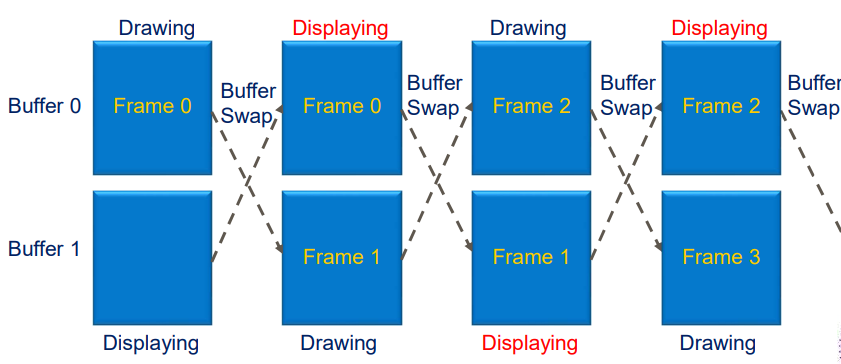 Drawing Displaying Drawing Displaying
Buffer 0 Frame 0 Buffer Swap Frame 0 Buffer Swap Frame 2 Buffer Swap Frame 2 Buffer Swap
Buffer 1 Frame 1 Frame 1 Frame 3
Displaying Drawing Displaying Drawing